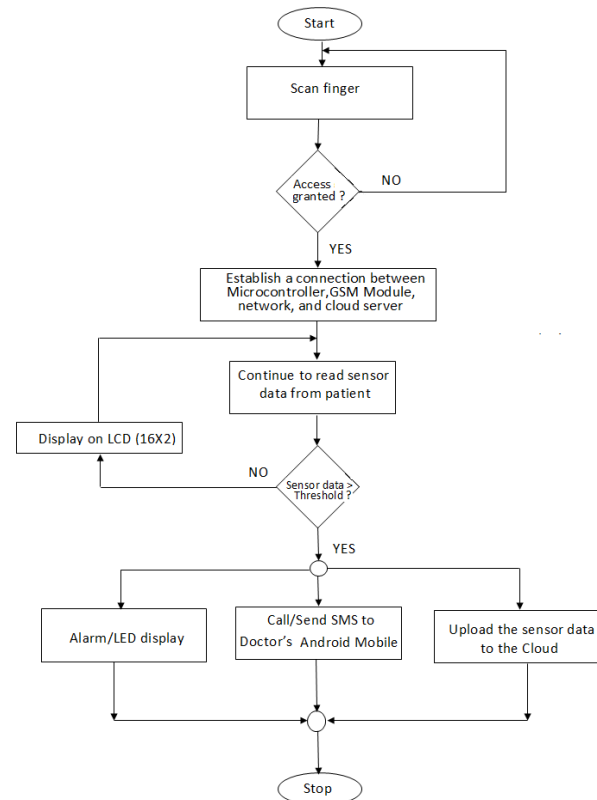 Start
Scan finger
Access
granted ?
NO
YES
Establish a connection between
Microcontroller,GSM Module,
network, and cloud server
Continue to read sensor
data from patient
Display on LCD (16X2)
NO
Sensor data >
Threshold ?
YES
Alarm/LED display
Call/Send SMS to
Doctor's Android Mobile
Upload the sensor data
to the Cloud
Stop